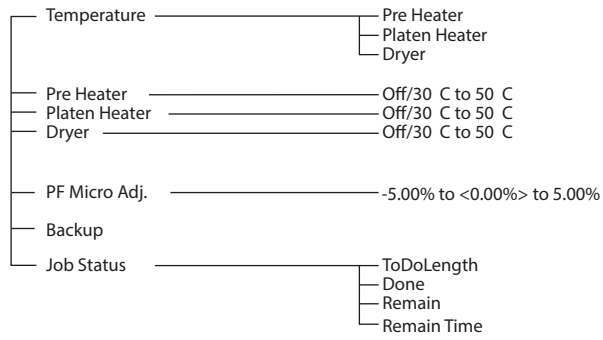 Temperature
Pre Heater
Platen Heater
Dryer
Pre Heater Off/30 C to 50 C
Platen Heater Off/30 C to 50 C
Dryer Off/30 C to 50 C
PF Micro Adj. -5.00% to <0.00%> to 5.00%
Backup
Job Status
ToDoLength
Done
Remain
Remain Time